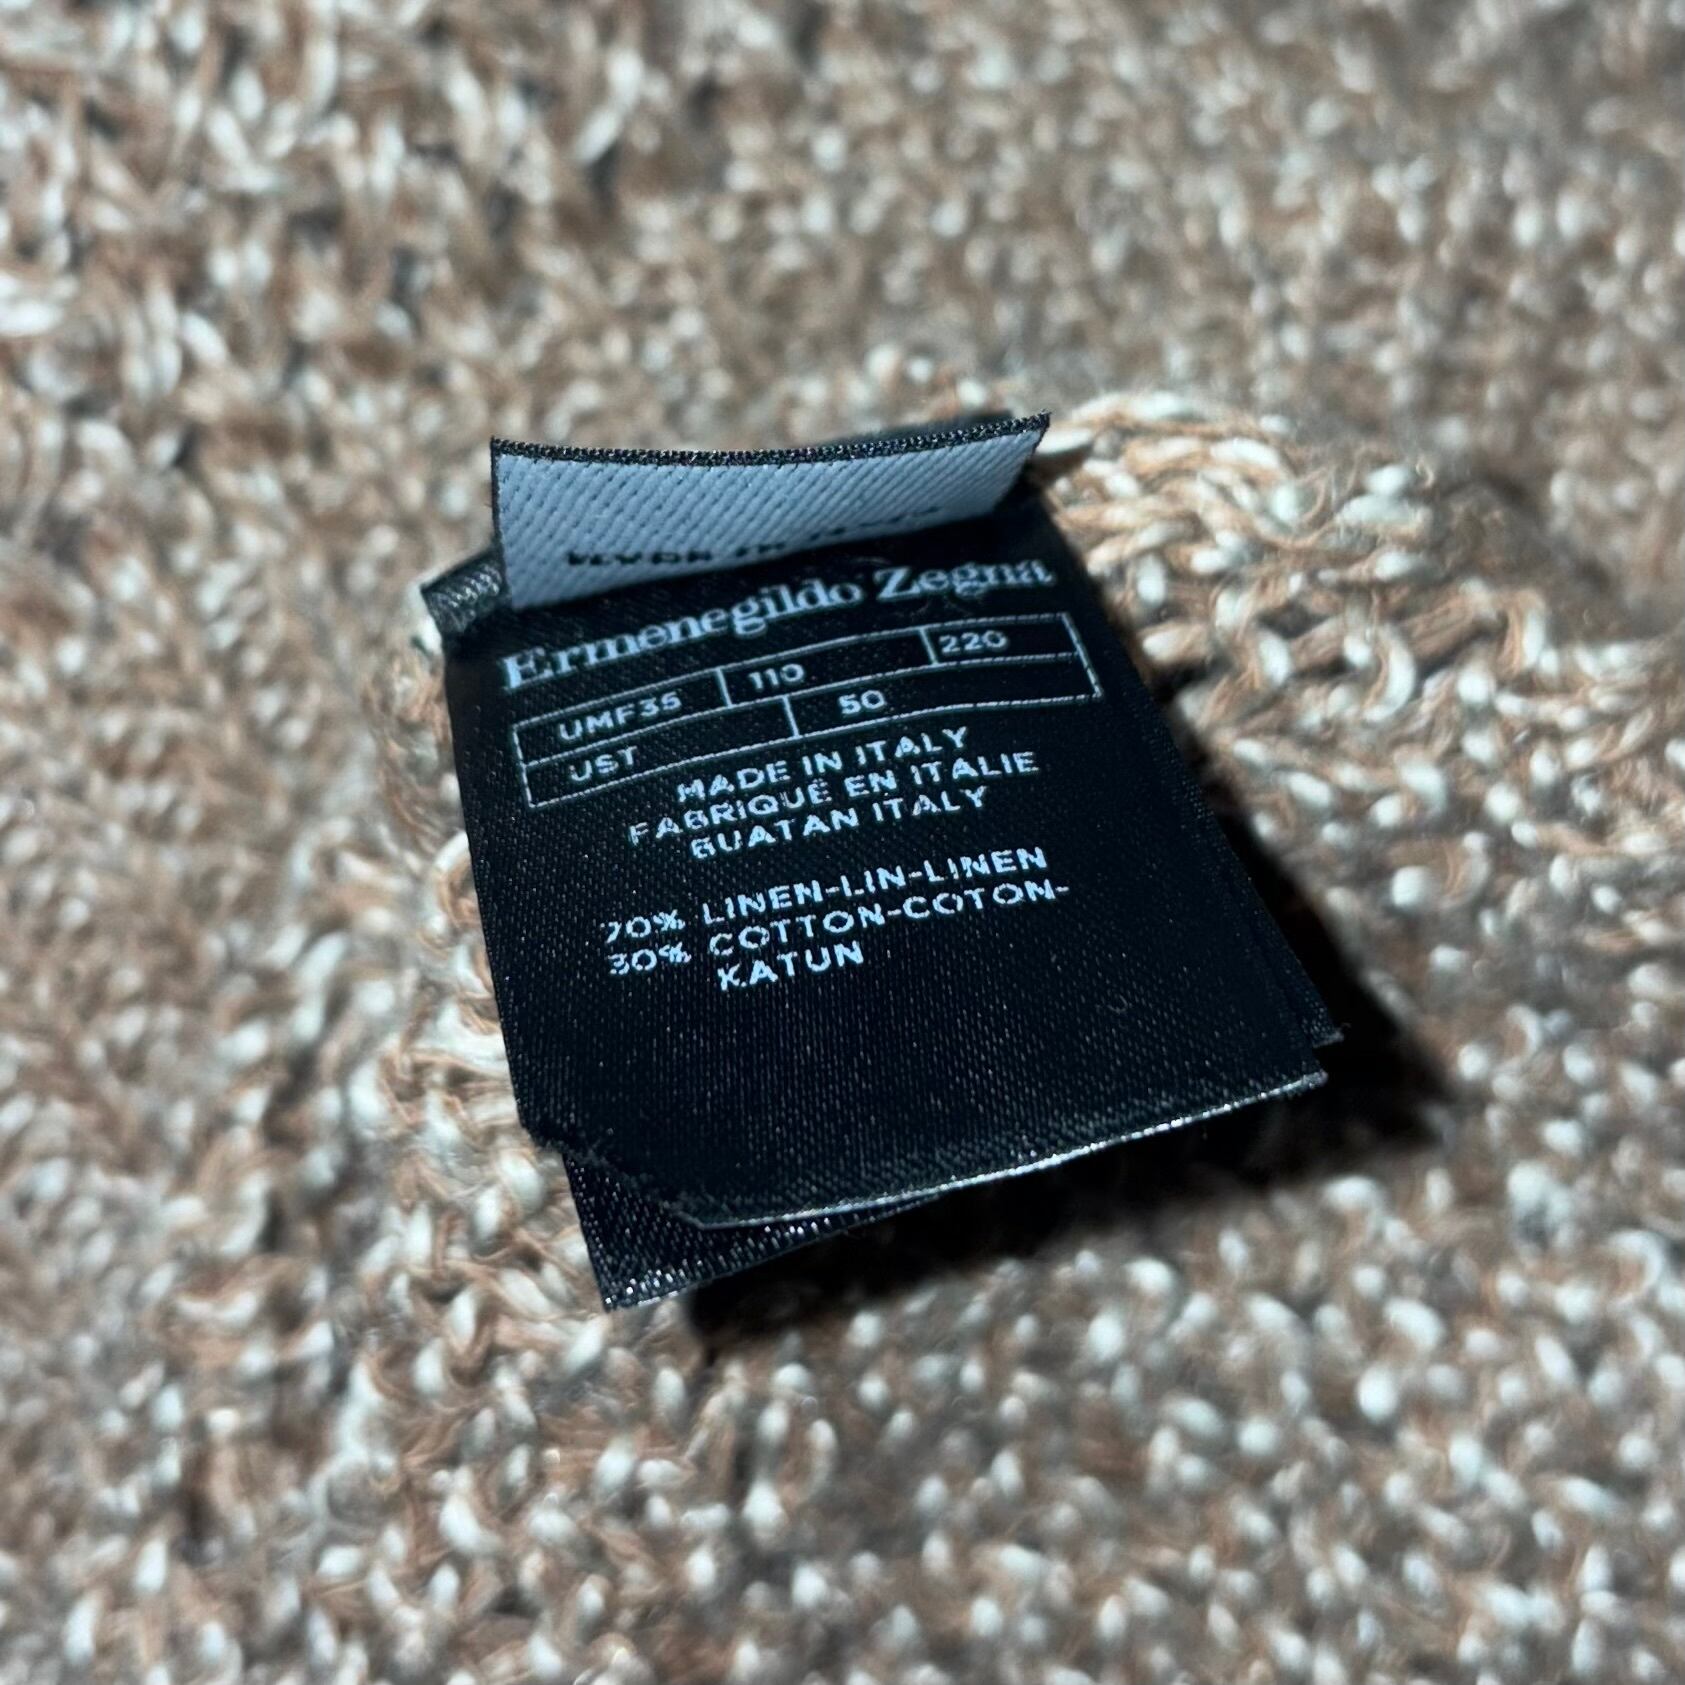 Ermenegildo Zegna
UMF35 110 220
UST 50
MADE IN ITALY
FABRIQUÉ EN ITALIE
BUATAN ITALY
70% LINEN-LIN-LINEN
30% COTTON-COTON-
KATUN